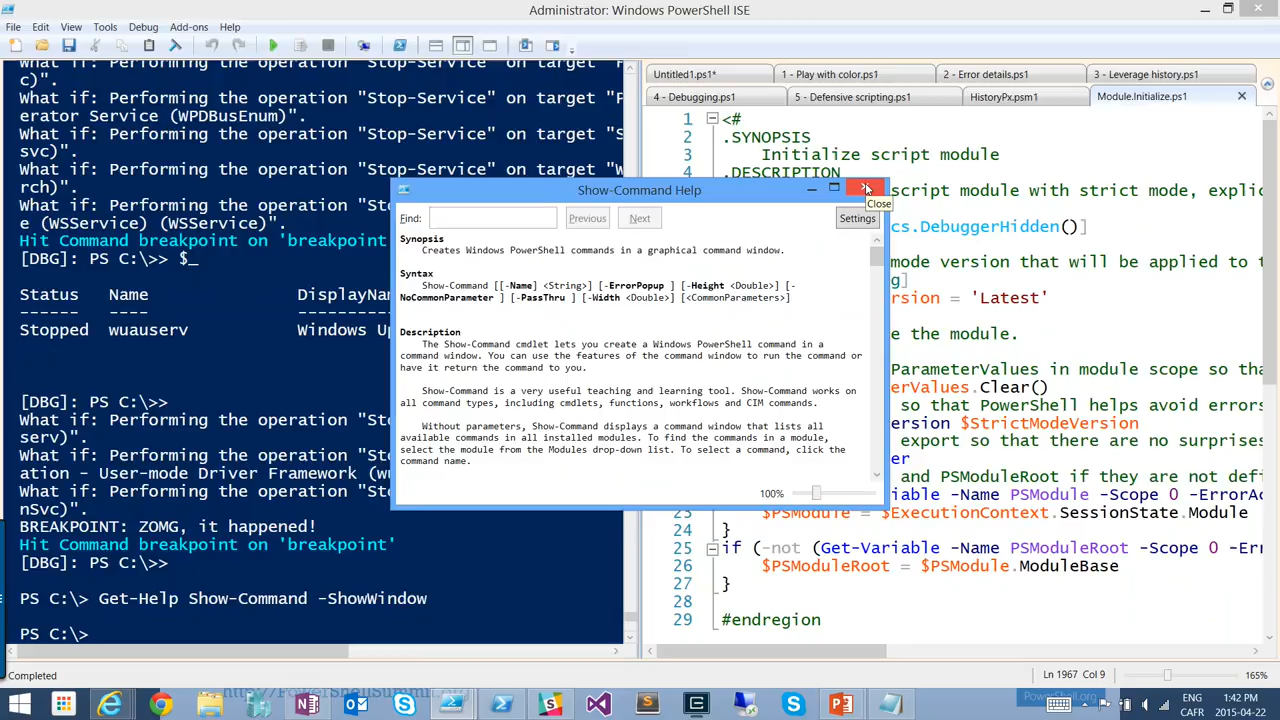 Administrator: Windows PowerShell ISE
File Edit View Tools Debug Add-ons Help
What if: Performing the operation "Stop-Service" on target
c)".
What if: Performing the operation "Stop-Service" on target
erator Service (WPDBusEnum)".
What if: Performing the operation "Stop-Service" on target "S
svc)".
What if: Performing the operation "Stop-Service" on target "W
rch)".
What if: Performing the operation "Sto
e (WSService) (WSService)".
Hit Command breakpoint on 'breakpoint
[DBG]: PS C:\>> $_
Status Name DisplayNa
------ ---- 
Stopped wuauserv Windows Up
[DBG]: PS C:\>>
What if: Performing the operation "Sto
serv)".
What if: Performing the operation "Sto
ation - User-mode Driver Framework (wu
What if: Performing the operation "Sto
nSvc)".
BREAKPOINT: ZOMG, it happened!
Hit Command breakpoint on 'breakpoint'
[DBG]: PS C:\>>
PS C:\> Get-Help Show-Command -ShowWindow
PS C:\>
Show-Command Help
Close
Find: Previous Next Settings
Synopsis
Creates Windows PowerShell commands in a graphical command window.
Syntax
Show-Command [[-Name] <String>] [-ErrorPopup ] [-Height <Double>] [-
NoCommonParameter ] [-PassThru ] [-Width <Double>] [<CommonParameters>]
Description
The Show-Command cmdlet lets you create a Windows PowerShell command in a
command window. You can use the features of the command window to run the command or
have it return the command to you.
Show-Command is a very useful teaching and learning tool. Show-Command works on
all command types, including cmdlets, functions, workflows and CIM commands.
Without parameters, Show-Command displays a command window that lists all
available commands in all installed modules. To find the commands in a module,
select the module from the Modules drop-down list. To select a command, click the
command name.
100%
Untitled1.ps1* 1 - Play with color.ps1 2 - Error details.ps1 3 - Leverage history.ps1
4 - Debugging.ps1 5 - Defensive scripting.ps1 HistoryPx.psm1 Module.Initialize.ps1
1 <#
2 .SYNOPSIS
3 Initialize script module
4 .DESCRIPTION
script module with strict mode, explic
cs.DebuggerHidden()]
mode version that will be applied to t
g]
ersion = 'Latest'
e the module.
ParameterValues in module scope so tha
erValues.Clear()
so that PowerShell helps avoid errors
ersion $StrictModeVersion
export so that there are no surprises
er
and PSModuleRoot if they are not defi
iable -Name PSModule -Scope 0 -ErrorAc
23 $PSModule = $ExecutionContext.SessionState.Module
24 }
25 if (-not (Get-Variable -Name PSModuleRoot -Scope 0 -Er
26 $PSModuleRoot = $PSModule.ModuleBase
27 }
28
29 #endregion
Completed Ln 1967 Col 9 165%
PowerShell.org
ENG 1:42 PM
CAFR 2015-04-22